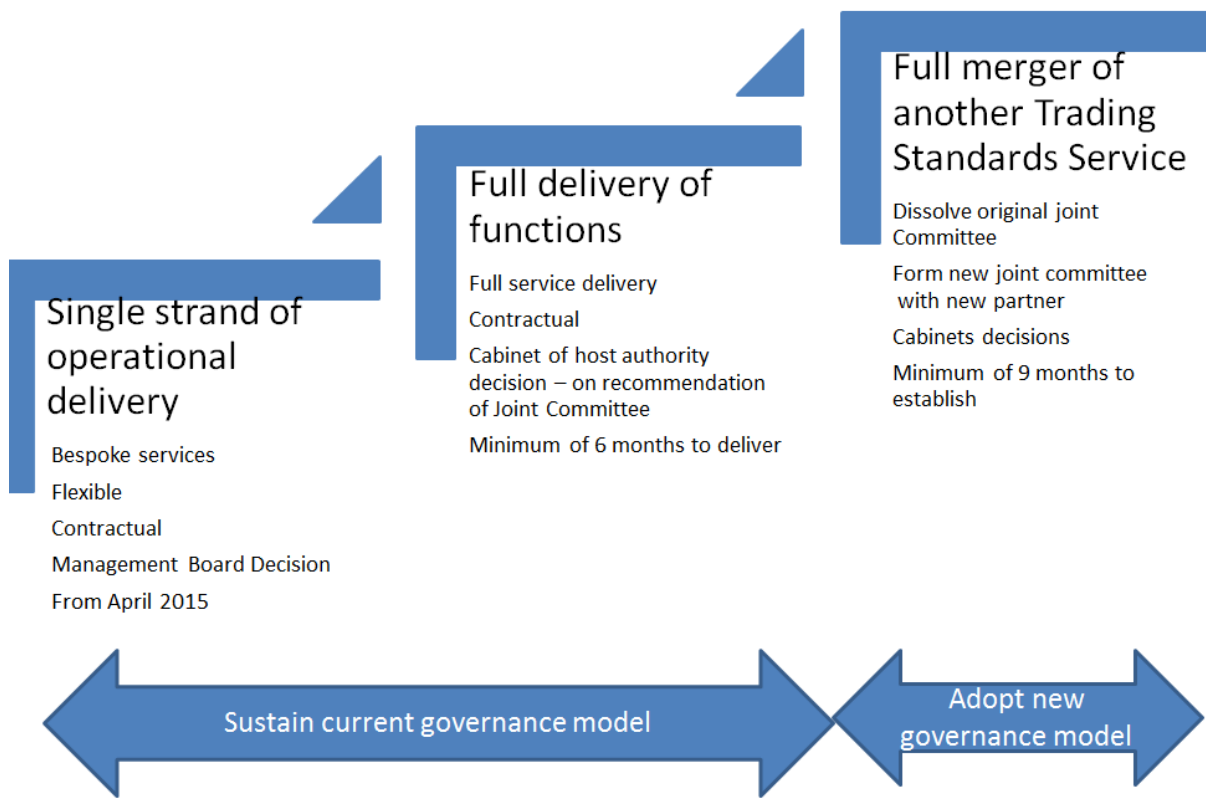 Single strand of
operational
delivery
Bespoke services
Flexible
Contractual
Management Board Decision
From April 2015
Full delivery of
functions
Full service delivery
Contractual
Cabinet of host authority
decision – on recommendation
of Joint Committee
Minimum of 6 months to deliver
Full merger of
another Trading
Standards Service
Dissolve original joint
Committee
Form new joint committee
with new partner
Cabinets decisions
Minimum of 9 months to
establish
Sustain current governance model
Adopt new
governance model